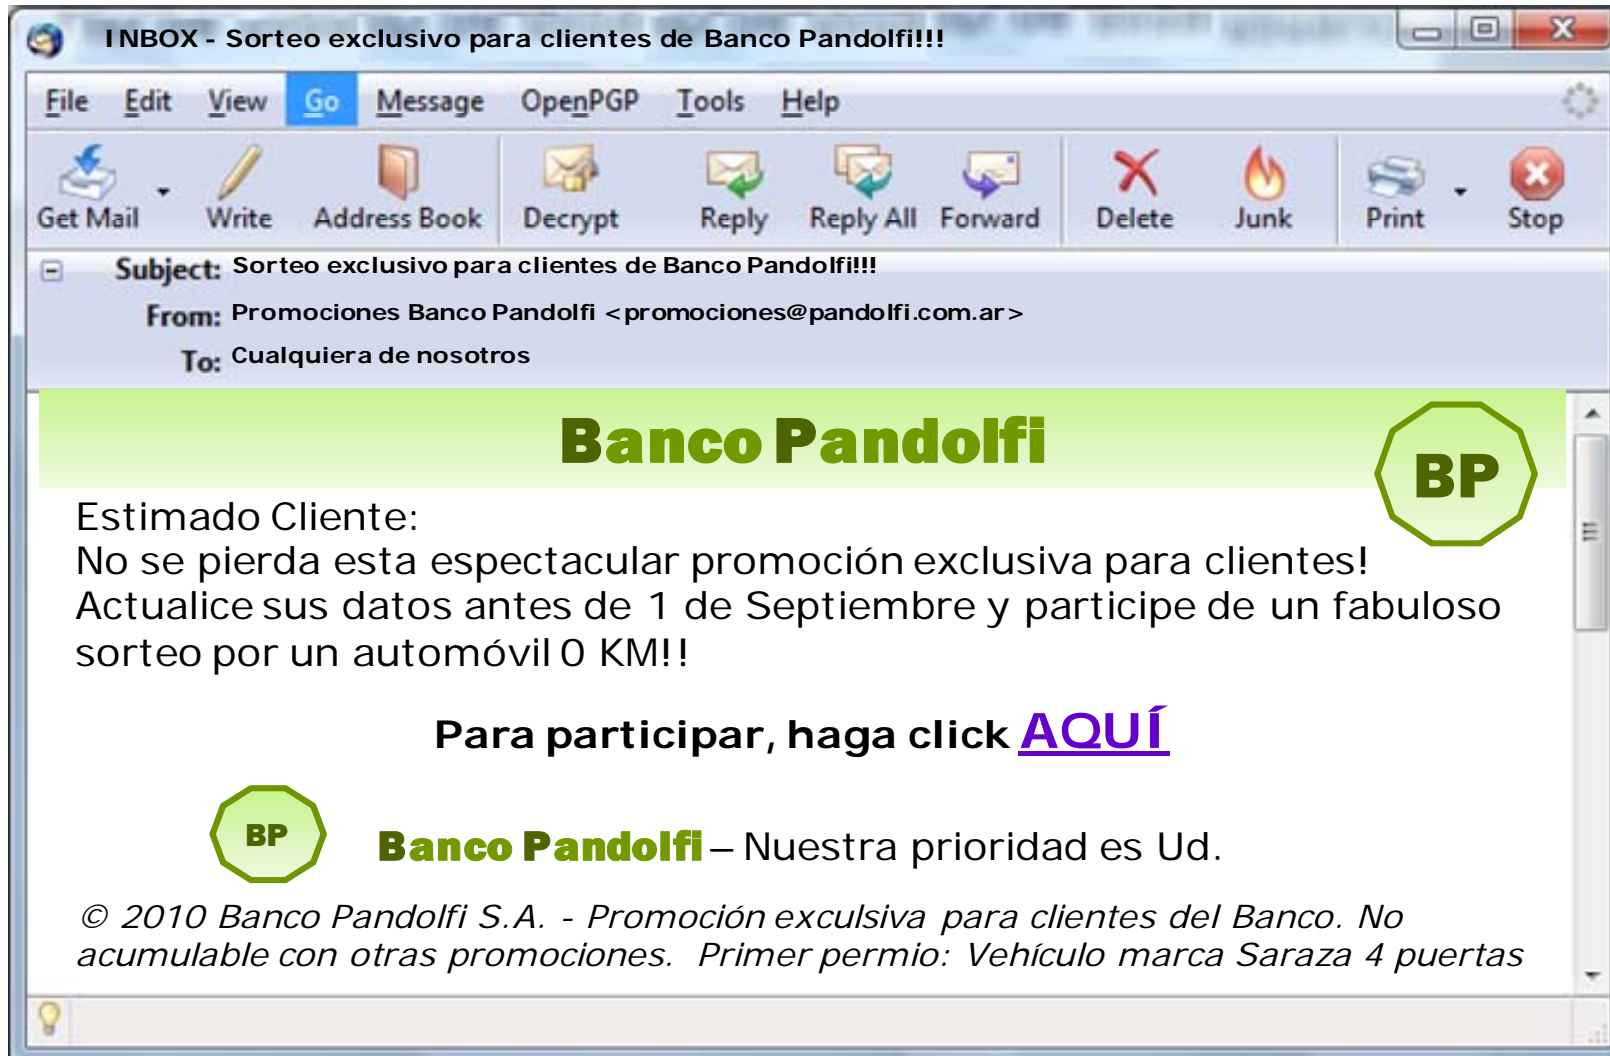 INBOX - Sorteo exclusivo para clientes de Banco Pandolfi!!!
File Edit View Go Message OpenPGP Tools Help
Get Mail Write Address Book Decrypt Reply Reply All Forward Delete Junk Print Stop
Subject: Sorteo exclusivo para clientes de Banco Pandolfi!!!
From: Promociones Banco Pandolfi <promociones@pandolfi.com.ar>
To: Cualquiera de nosotros
Banco Pandolfi
BP
Estimado Cliente:
No se pierda esta espectacular promoción exclusiva para clientes!
Actualice sus datos antes de 1 de Septiembre y participe de un fabuloso
sorteo por un automóvil 0 KM!!
Para participar, haga click AQUÍ
BP
Banco Pandolfi – Nuestra prioridad es Ud.
© 2010 Banco Pandolfi S.A. - Promoción exculsiva para clientes del Banco. No
acumulable con otras promociones. Primer permio: Vehículo marca Saraza 4 puertas